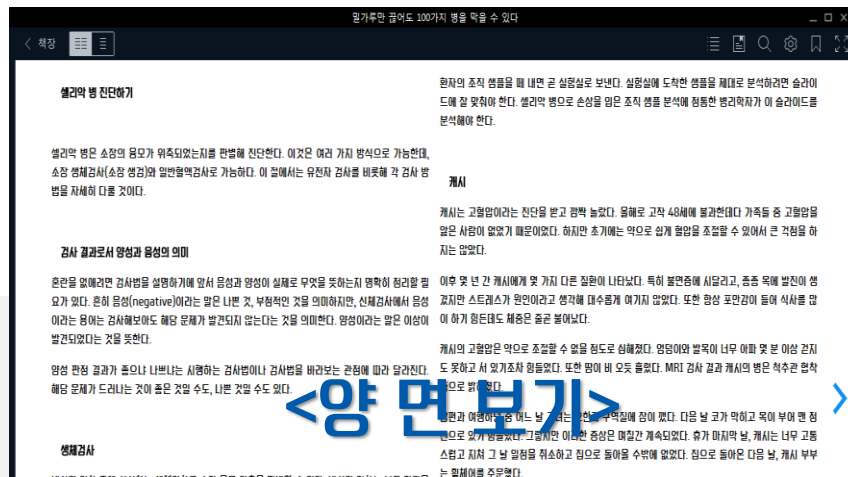 밀가루만 끊어도 100가지 병을 막을 수 있다
책장
셀리악 병 진단하기
셀리악 병은 소장의 융모가 위축되었는지를 판별해 진단한다. 이것은 여러 가지 방식으로 가능한데,
소장 생체검사(소장 생검)와 일반혈액검사로 가능하다. 이 절에서는 유전자 검사를 비롯해 각 검사 방
법을 자세히 다룰 것이다.
검사 결과로서 양성과 음성의 의미
혼란을 없애려면 검사법을 설명하기에 앞서 음성과 양성이 실제로 무엇을 뜻하는지 명확히 정리할 필
요가 있다. 흔히 음성(negative)이라는 말은 나쁜 것, 부정적인 것을 의미하지만, 신체검사에서 음성
이라는 용어는 검사해보아도 해당 문제가 발견되지 않는다는 것을 의미한다. 양성이라는 말은 이상이
발견되었다는 것을 뜻한다.
양성 판정 결과가 좋으냐 나쁘냐는 시행하는 검사법이나 검사법을 바라보는 관점에 따라 달라진다.
해당 문제가 드러나는 것이 좋은 것일 수도, 나쁜 것일 수도 있다.
생체검사
환자의 조직 샘플을 떼 내면 곧 실험실로 보낸다. 실험실에 도착한 샘플을 제대로 분석하려면 슬라이
드에 잘 맞춰야 한다. 셀리악 병으로 손상을 입은 조직 샘플 분석에 정통한 병리학자가 이 슬라이드를
분석해야 한다.
캐시
캐시는 고혈압이라는 진단을 받고 깜짝 놀랐다. 올해로 고작 48세에 불과한데다 가족들 중 고혈압을
앓은 사람이 없었기 때문이었다. 하지만 초기에는 약으로 쉽게 혈압을 조절할 수 있어서 큰 걱정을 하
지는 않았다.
이후 몇 년 간 캐시에게 몇 가지 다른 질환이 나타났다. 특히 불면증에 시달리고, 종종 목에 발진이 생
겼지만 스트레스가 원인이라고 생각해 대수롭게 여기지 않았다. 또한 항상 포만감이 들어 식사를 많
이 하기 힘든데도 체중은 줄곧 불어났다.
캐시의 고혈압은 약으로 조절할 수 없을 정도로 심해졌다. 엉덩이와 발목이 너무 아파 몇 분 이상 걷지
도 못하고 서 있기조차 힘들었다. 또한 땀이 비 오듯 흘렀다. MRI 검사 결과 캐시의 병은 척추관 협착
으로
어느 날
잠이 깼다. 다음 날 코가 막히고 목이 부어 맨 정
증상은 며칠간 계속되었다. 휴가 마지막 날, 캐시는 너무 고통
스럽고 지쳐 그 날 일정을 취소하고 집으로 돌아올 수밖에 없었다. 집으로 돌아온 다음 날, 캐시 부부
는 휠체어를 주문했다.
<양 면 보기>